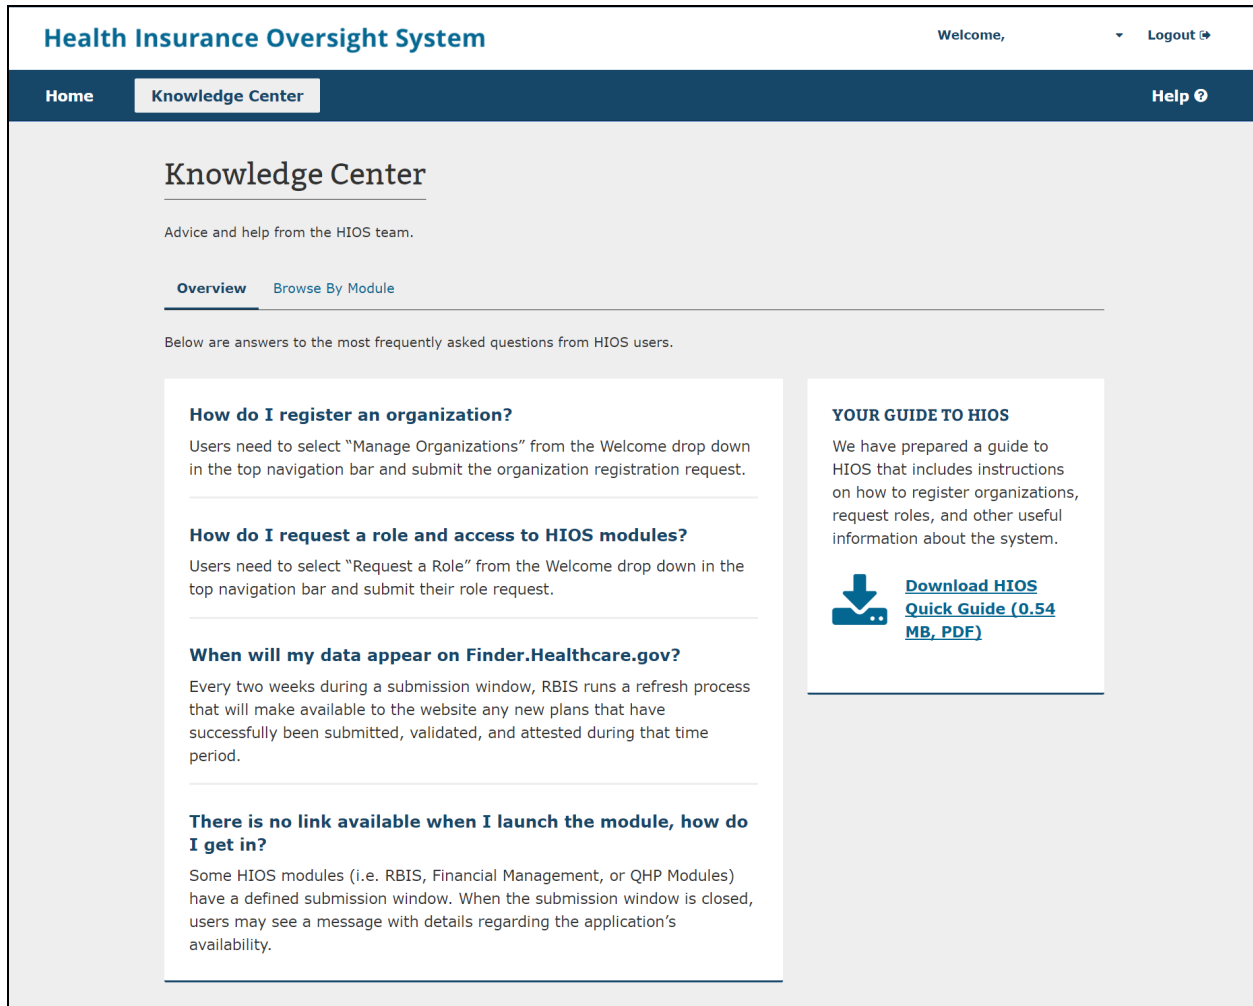 Health Insurance Oversight System
Welcome,
Logout
Home
Knowledge Center
Help
Knowledge Center
Advice and help from the HIOS team.
Overview
Browse By Module
Below are answers to the most frequently asked questions from HIOS users.
How do I register an organization?
Users need to select “Manage Organizations” from the Welcome drop down
in the top navigation bar and submit the organization registration request.
How do I request a role and access to HIOS modules?
Users need to select “Request a Role” from the Welcome drop down in the
top navigation bar and submit their role request.
When will my data appear on Finder.Healthcare.gov?
Every two weeks during a submission window, RBIS runs a refresh process
that will make available to the website any new plans that have
successfully been submitted, validated, and attested during that time
period.
There is no link available when I launch the module, how do
I get in?
Some HIOS modules (i.e. RBIS, Financial Management, or QHP Modules)
have a defined submission window. When the submission window is closed,
users may see a message with details regarding the application’s
availability.
YOUR GUIDE TO HIOS
We have prepared a guide to
HIOS that includes instructions
on how to register organizations,
request roles, and other useful
information about the system.
Download HIOS
Quick Guide (0.54
MB, PDF)